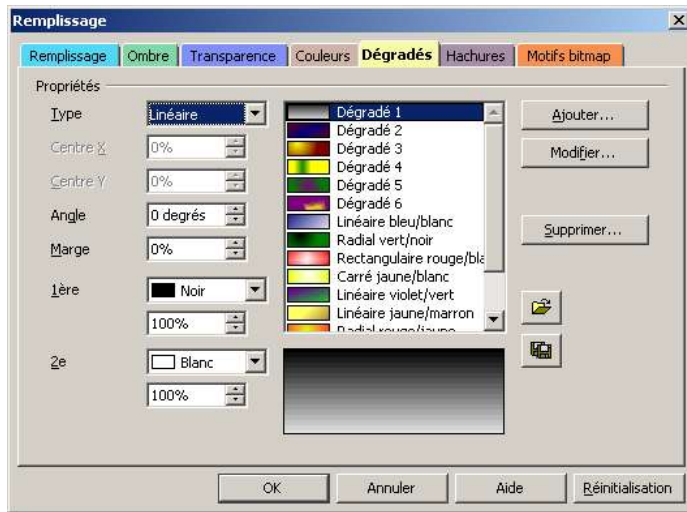 Remplissage
Remplissage Ombre Transparence Couleurs Dégradés Hachures Motifs bitmap
Propriétés
Type Linéaire
Centre X 0%
Centre Y 0%
Angle 0 degrés
Marge 0%
1ère Noir
100%
2e Blanc
100%
Dégradé 1
Dégradé 2
Dégradé 3
Dégradé 4
Dégradé 5
Dégradé 6
Linéaire bleu/blanc
Radial vert/noir
Rectangulaire rouge/bla
Carré jaune/blanc
Linéaire violet/vert
Linéaire jaune/marron
Radial rouge/jaune
Ajouter...
Modifier...
Supprimer...
OK Annuler Aide Réinitialisation